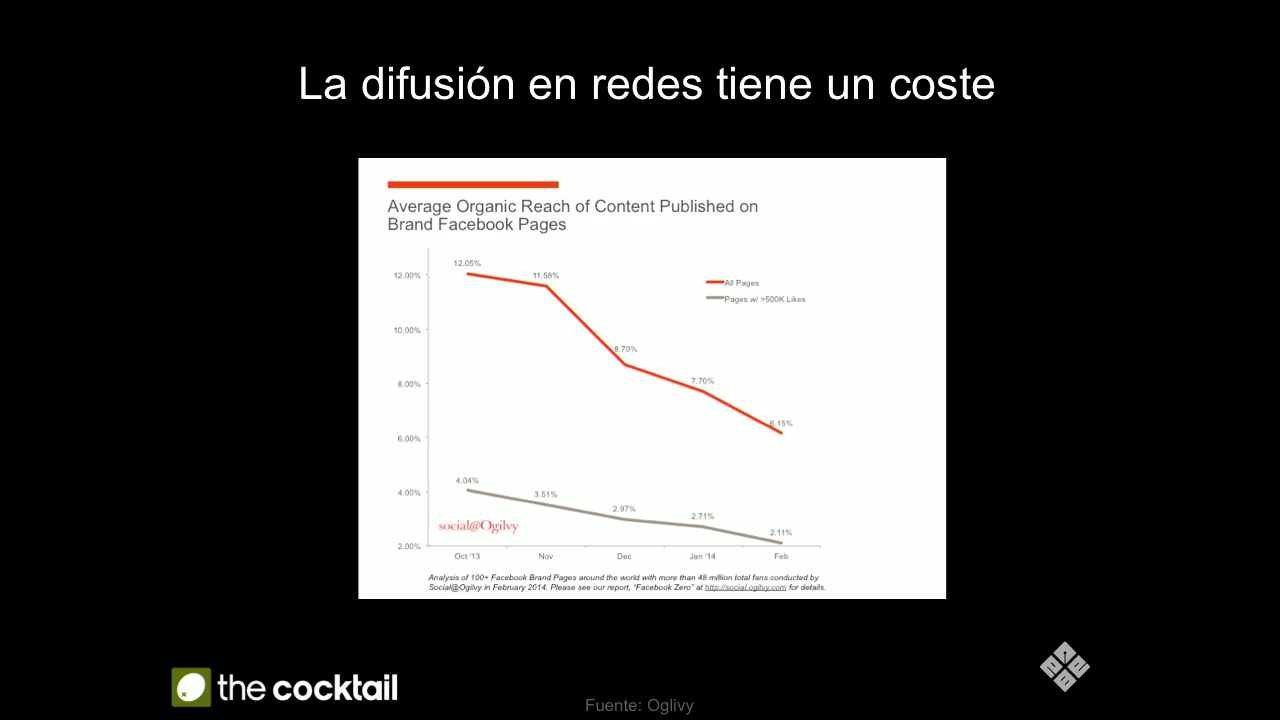 La difusión en redes tiene un coste
Average Organic Reach of Content Published on
Brand Facebook Pages
12.05%
11.58%
12.00%
All Pages
Pages w/ >500K Likes
10.00%
8.70%
8.00%
7.70%
6.15%
6.00%
4.04%
4.00%
3.51%
2.97%
2.71%
2.11%
social@Ogilvy
2.00%
Oct '13 Nov Dec Jan '14 Feb
Analysis of 100+ Facebook Brand Pages around the world with more than 48 million total fans conducted by
Social@Ogilvy in February 2014. Please see our report, "Facebook Zero" at http://social.ogilvy.com for details.
the cocktail
Fuente: Oglivy